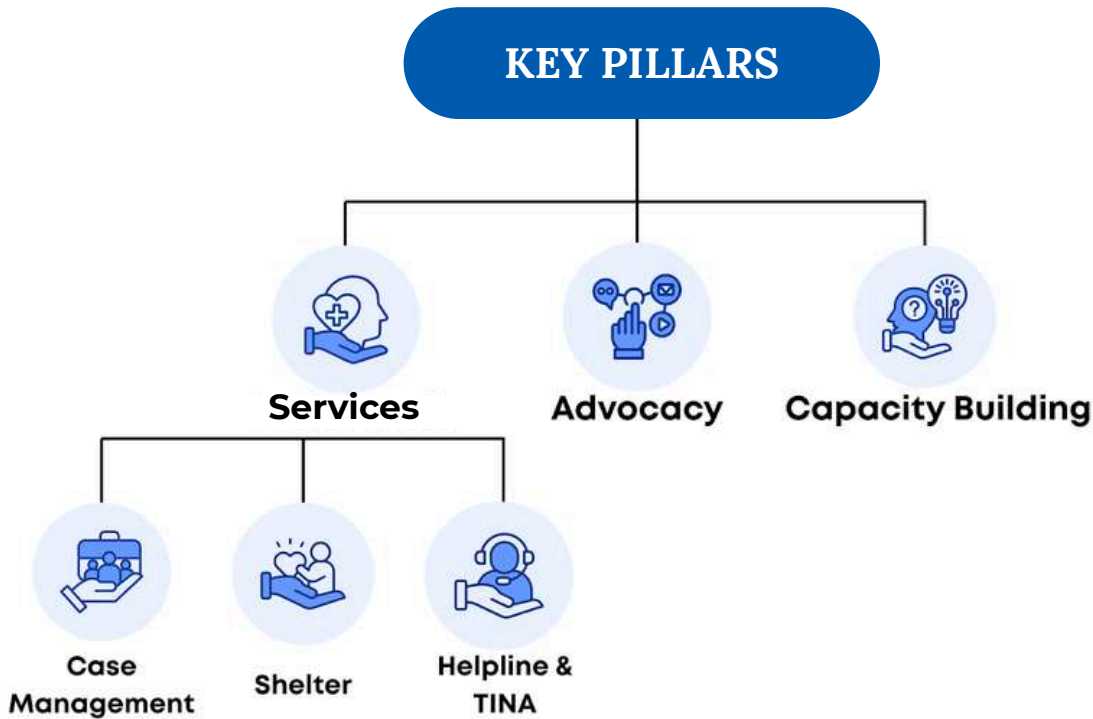 KEY PILLARS
Services
Advocacy
Capacity Building
Case
Management
Shelter
Helpline &
TINA